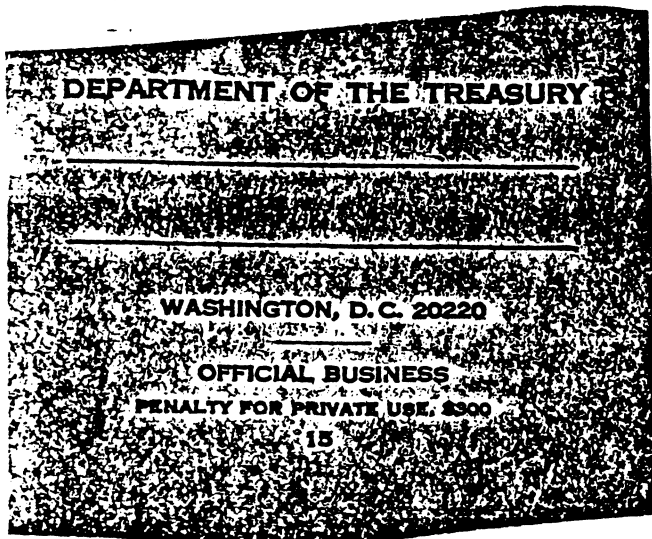 DEPARTMENT OF THE TREASURY
WASHINGTON, D.C. 20220
OFFICIAL BUSINESS
PENALTY FOR PRIVATE USE, $300
15